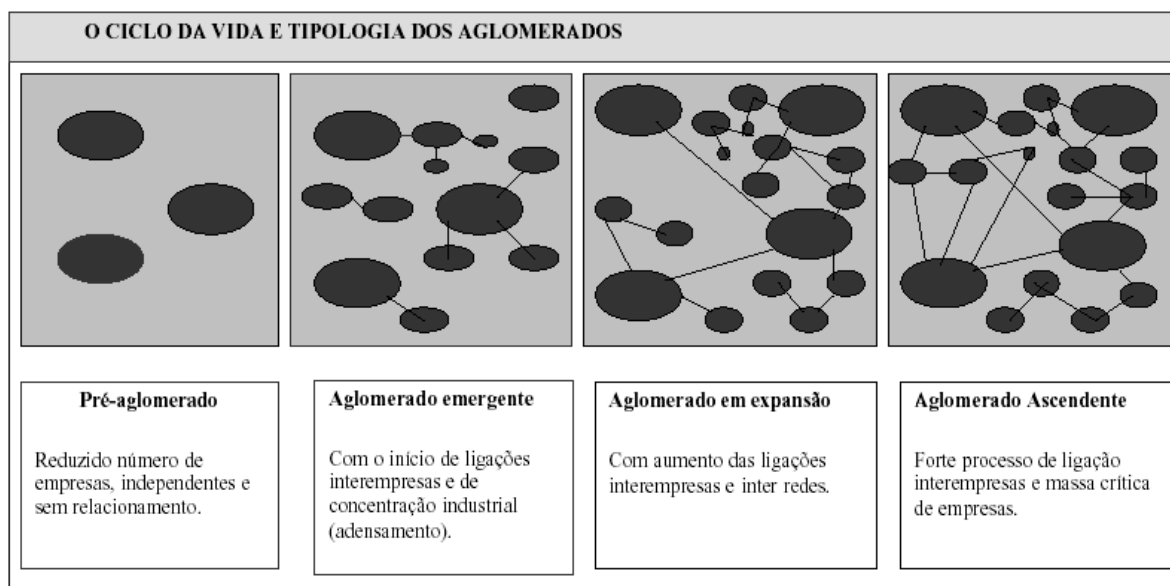 O CICLO DA VIDA E TIPOLOGIA DOS AGLOMERADOS
Pré-aglomerado
Reduzido número de
empresas, independentes e
sem relacionamento.
Aglomerado emergente
Com o início de ligações
interempresas e de
concentração industrial
(adensamento).
Aglomerado em expansão
Com aumento das ligações
interempresas e inter redes.
Aglomerado Ascendente
Forte processo de ligação
interempresas e massa crítica
de empresas.